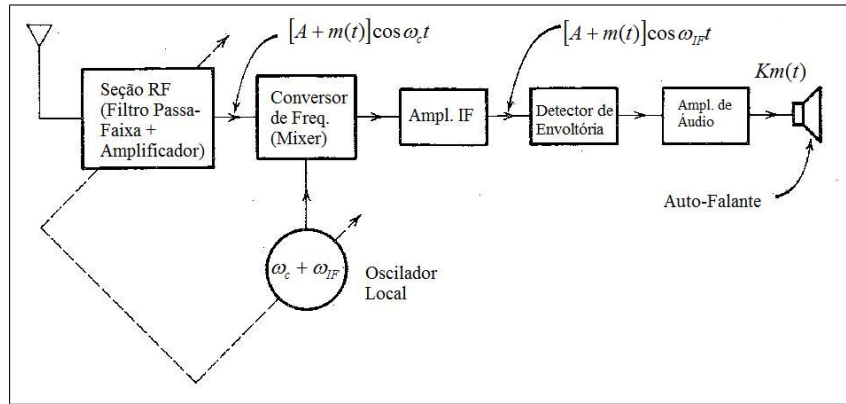 [A + m(t)] cos ω_c t
[A + m(t)] cos ω_IF t
Km(t)
Seção RF
(Filtro Passa-
Faixa +
Amplificador)
Conversor
de Freq.
(Mixer)
Ampl. IF
Detector de
Envoltória
Ampl. de
Áudio
Auto-Falante
ω_c + ω_IF
Oscilador
Local